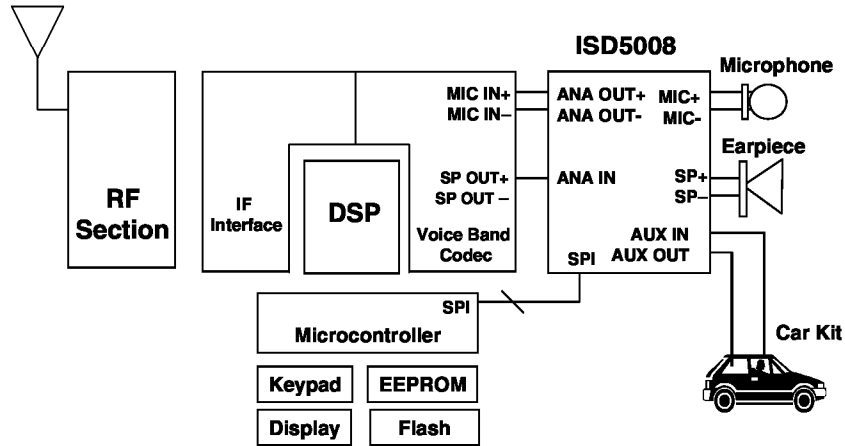 ISD5008
Microphone
MIC IN+
ANA OUT+
MIC+
MIC IN–
ANA OUT-
MIC-
Earpiece
SP OUT+
ANA IN
SP+
SP OUT –
SP–
RF
Section
IF
Interface
DSP
Voice Band
Codec
AUX IN
SPI
AUX OUT
SPI
Microcontroller
Car Kit
Keypad
EEPROM
Display
Flash